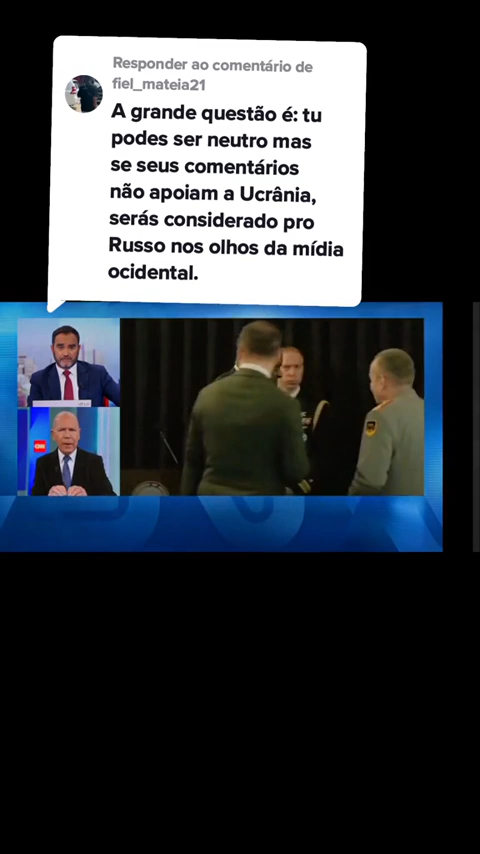 Responder ao comentário de
fiel_mateia21
A grande questão é: tu
podes ser neutro mas
se seus comentários
não apoiam a Ucrânia,
serás considerado pro
Russo nos olhos da mídia
ocidental.
CNN